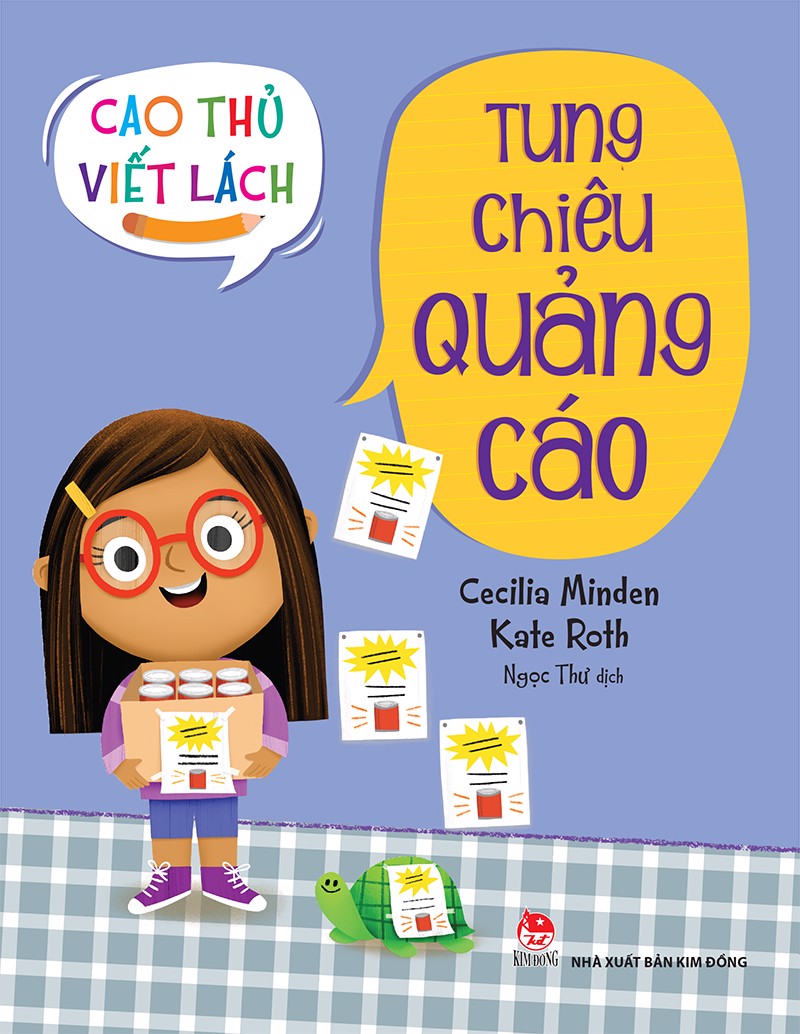 CAO THỦ
VIẾT LÁCH
Tung
chiêu
QUẢNG
CÁO
Cecilia Minden
Kate Roth
Ngọc Thư dịch
KIM ĐỒNG
NHÀ XUẤT BẢN KIM ĐỒNG